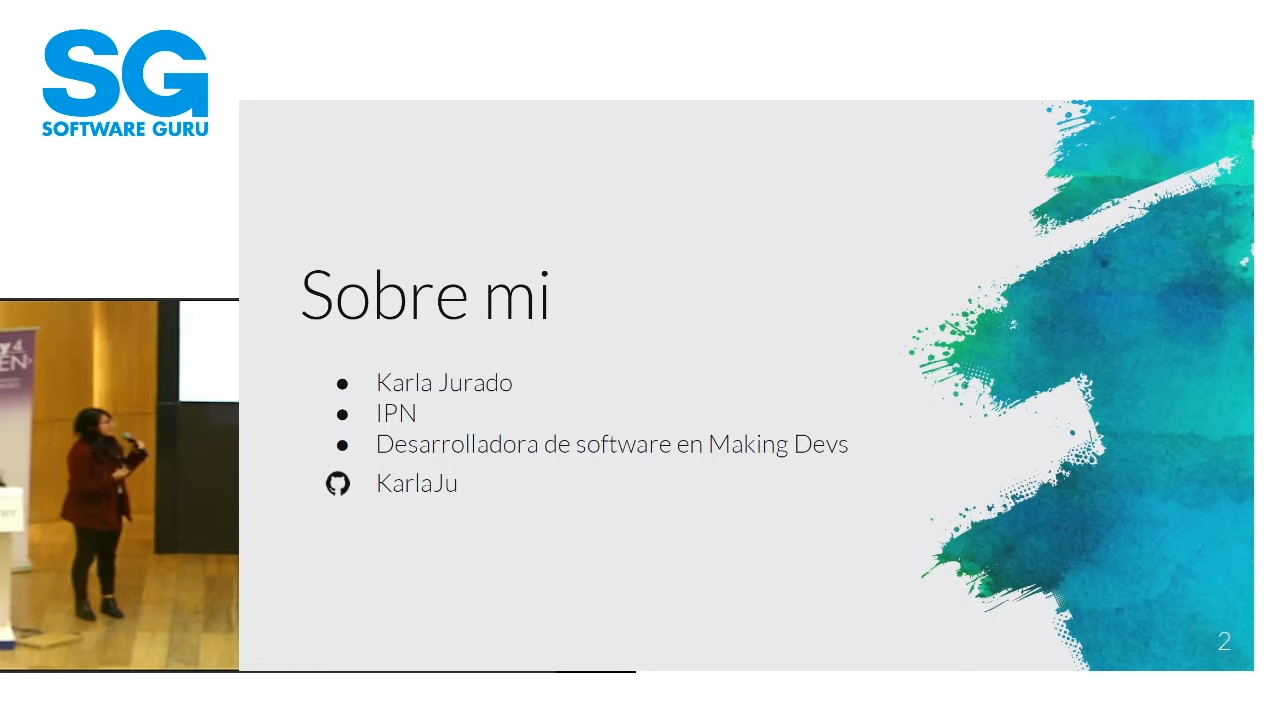 SG
SOFTWARE GURU
Sobre mi
● Karla Jurado
● IPN
● Desarrolladora de software en Making Devs
KarlaJu
2